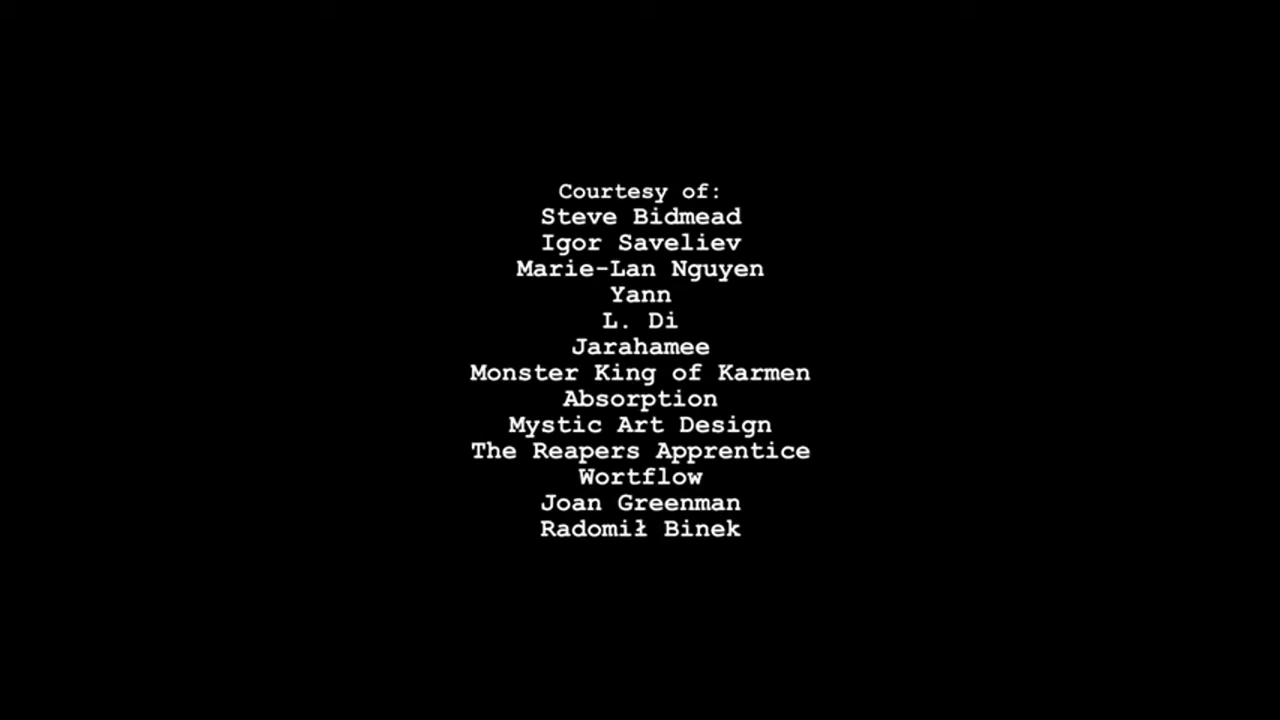 Courtesy of:
Steve Bidmead
Igor Saveliev
Marie-Lan Nguyen
Yann
L. Di
Jarahamee
Monster King of Karmen
Absorption
Mystic Art Design
The Reapers Apprentice
Wortflow
Joan Greenman
Radomił Binek